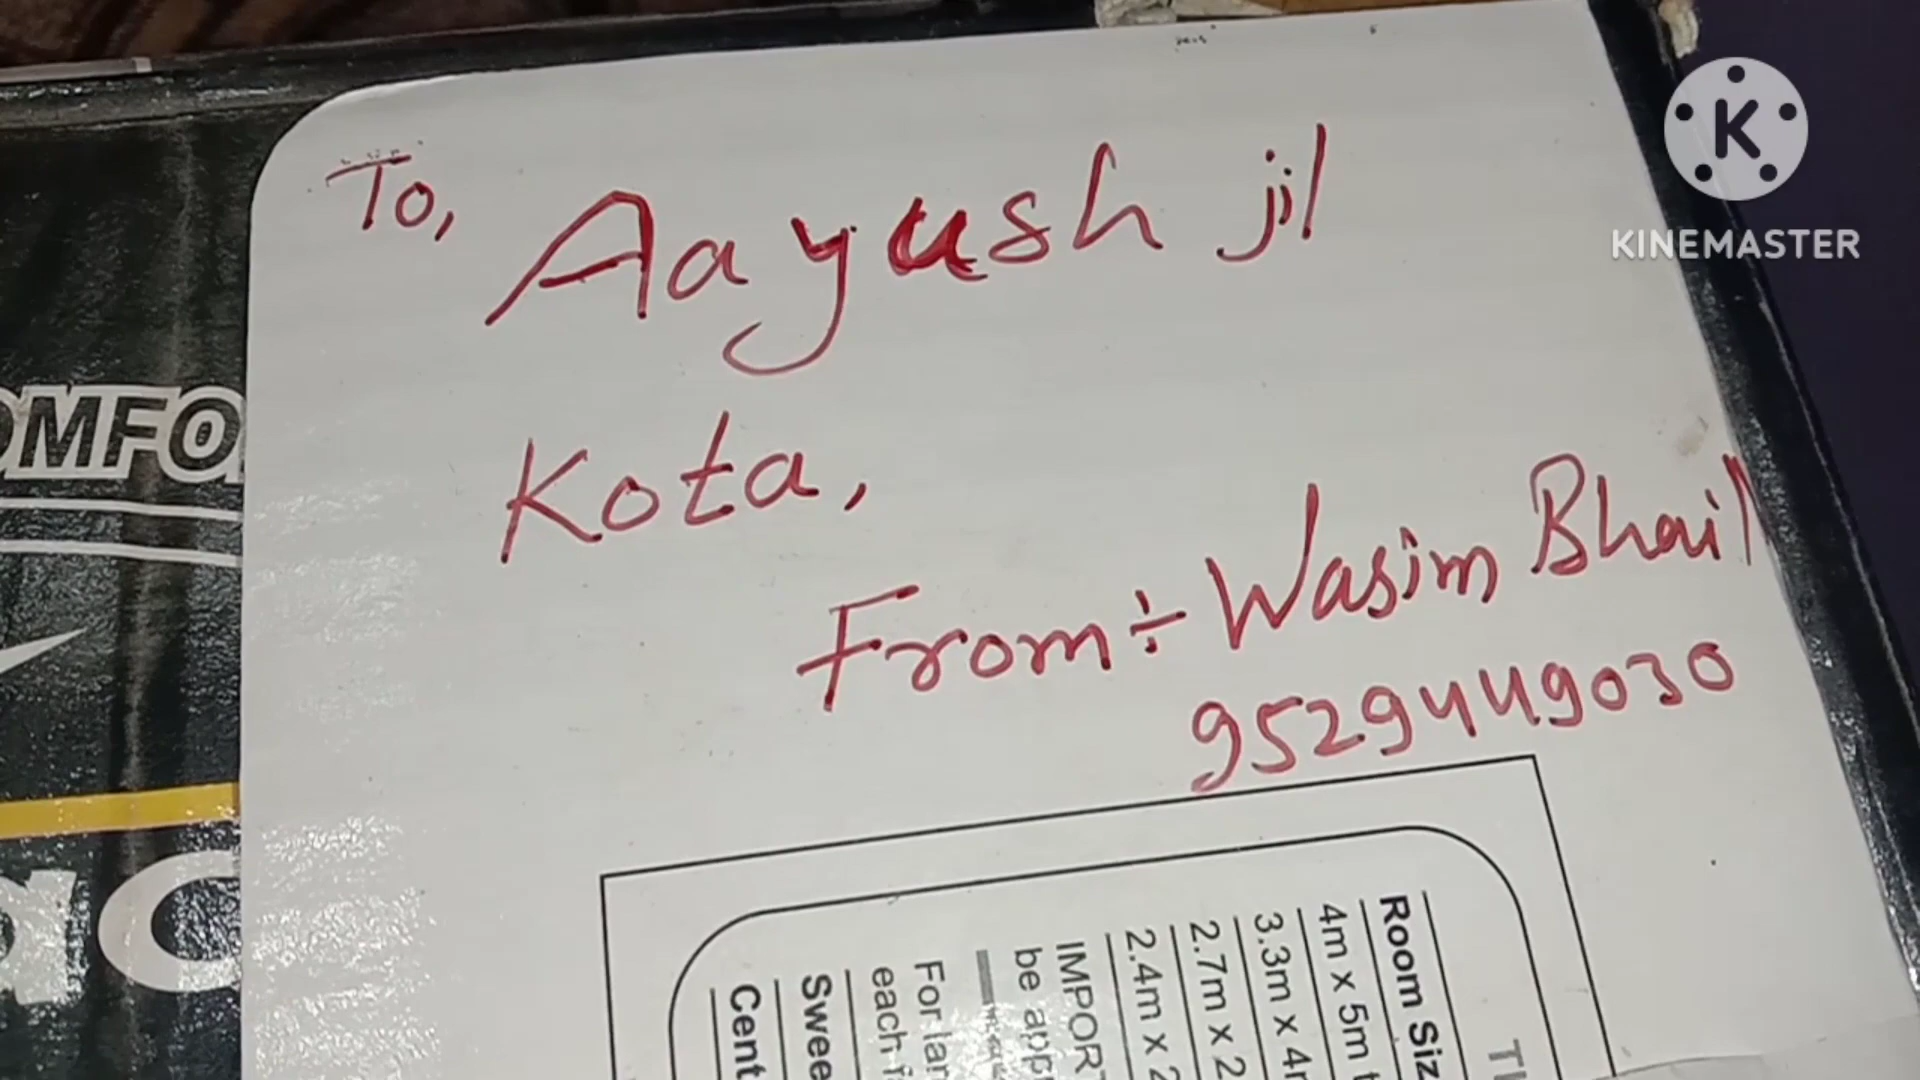 To,
Aayush ji|
Kota,
From÷ Wasim Bhai|
9529449030
K
KINEMASTER
OMFO
Room Siz
4m x 5m t
3.3m x 4m
2.7m x 2
2.4m x 2
IMPORT
be app
For lar
each f
Swee
Cent